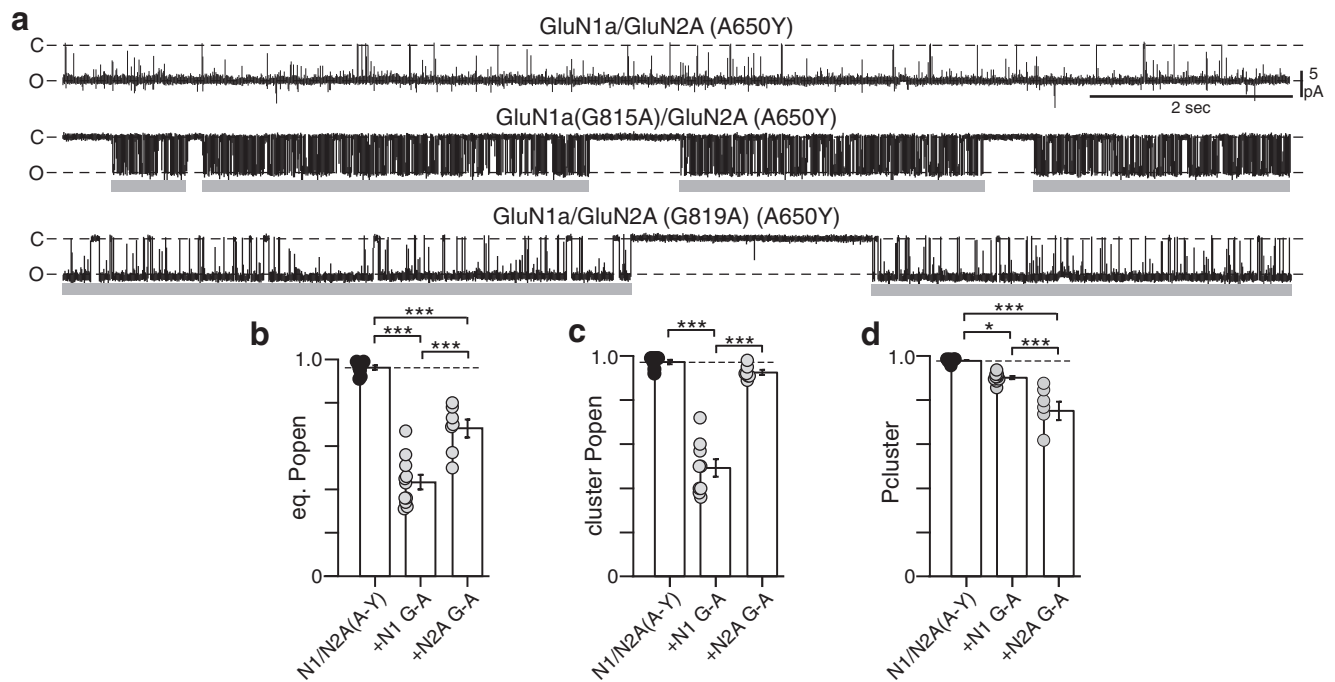 a
GluN1a/GluN2A (A650Y)
C
O
5
pA
2 sec
GluN1a(G815A)/GluN2A (A650Y)
C
O
GluN1a/GluN2A (G819A) (A650Y)
C
O
b
***
***
***
1.0
0
eq. Popen
N1/N2A(A-Y)
+N1 G-A
+N2A G-A
c
***
***
1.0
0
cluster Popen
N1/N2A(A-Y)
+N1 G-A
+N2A G-A
d
***
*
***
1.0
0
Pcluster
N1/N2A(A-Y)
+N1 G-A
+N2A G-A